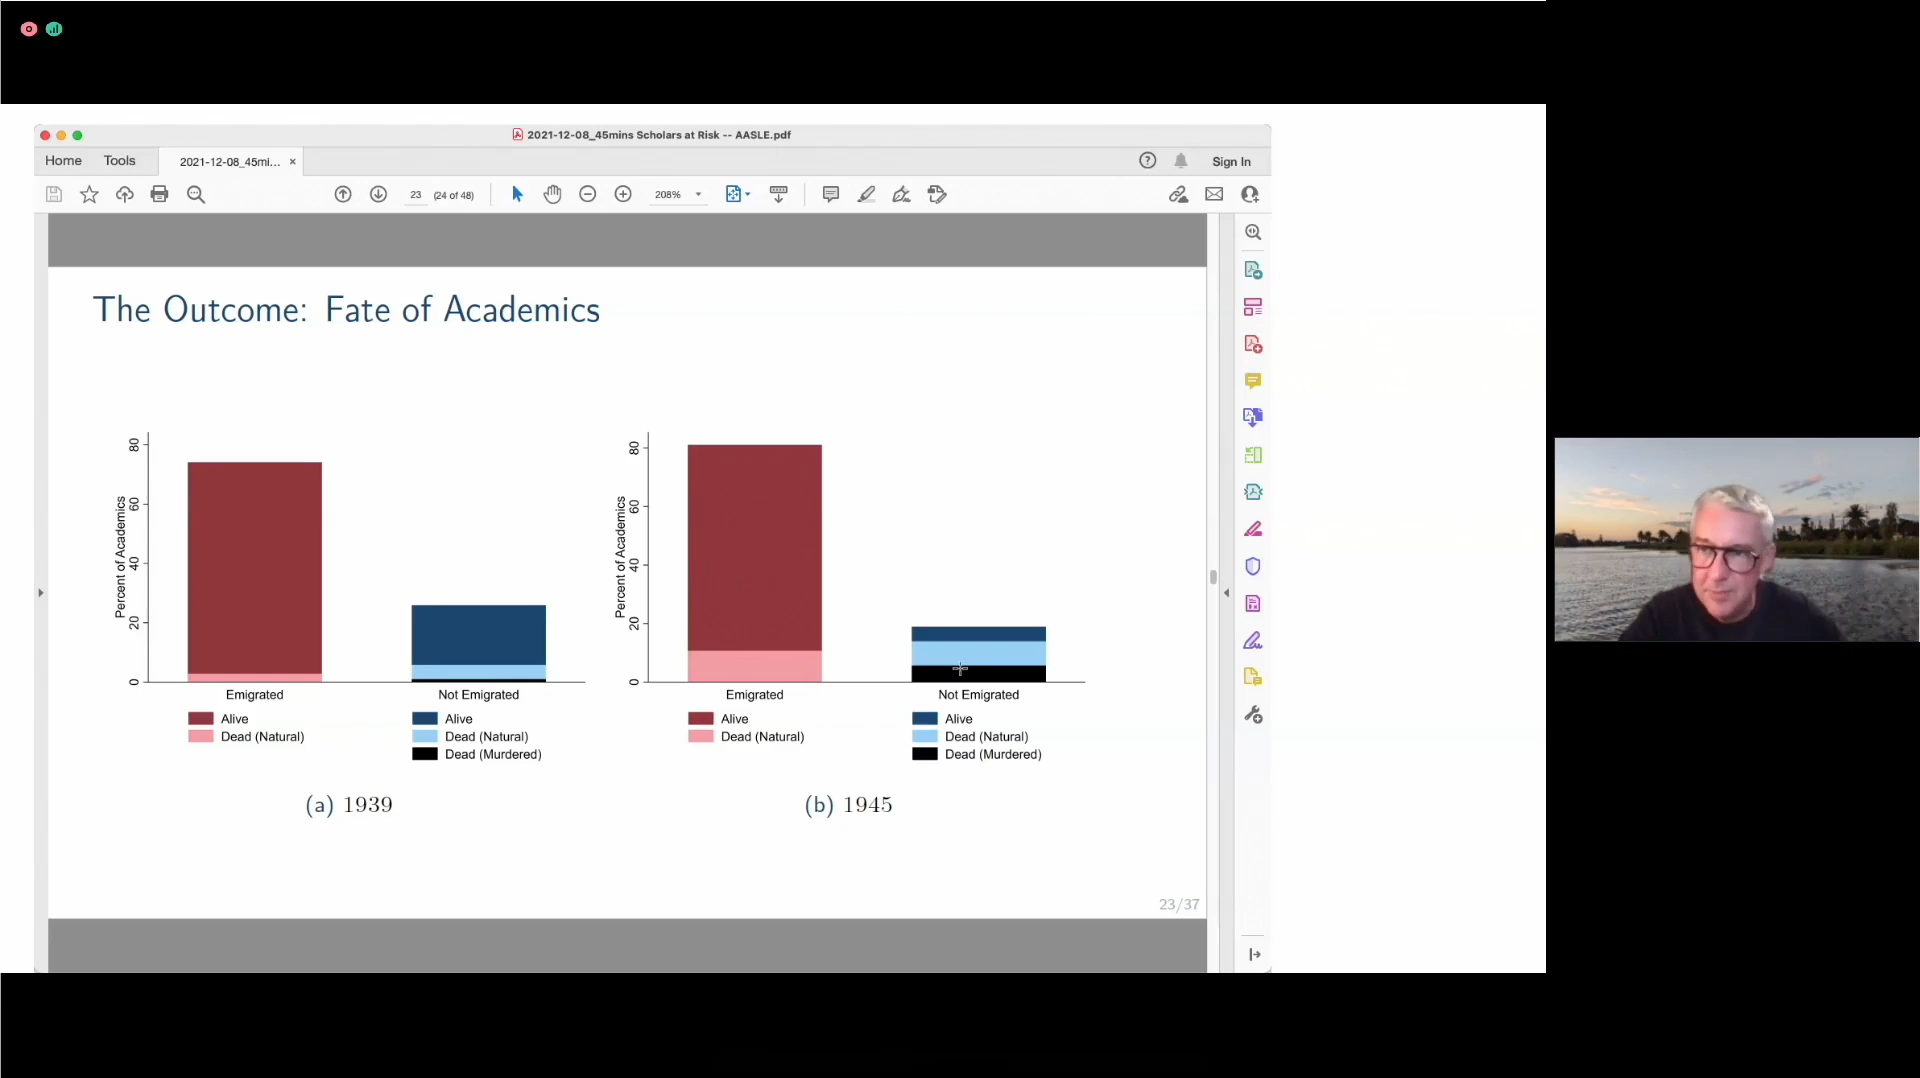 2021-12-08_45mins Scholars at Risk -- AASLE.pdf
Home Tools 2021-12-08_45mi... × Sign In
23 (24 of 48) 208%
The Outcome: Fate of Academics
Percent of Academics
80
60
40
20
0
Emigrated Not Emigrated
Alive Alive
Dead (Natural) Dead (Natural)
Dead (Murdered)
(a) 1939
Percent of Academics
80
60
40
20
0
Emigrated Not Emigrated
Alive Alive
Dead (Natural) Dead (Natural)
Dead (Murdered)
(b) 1945
23/37